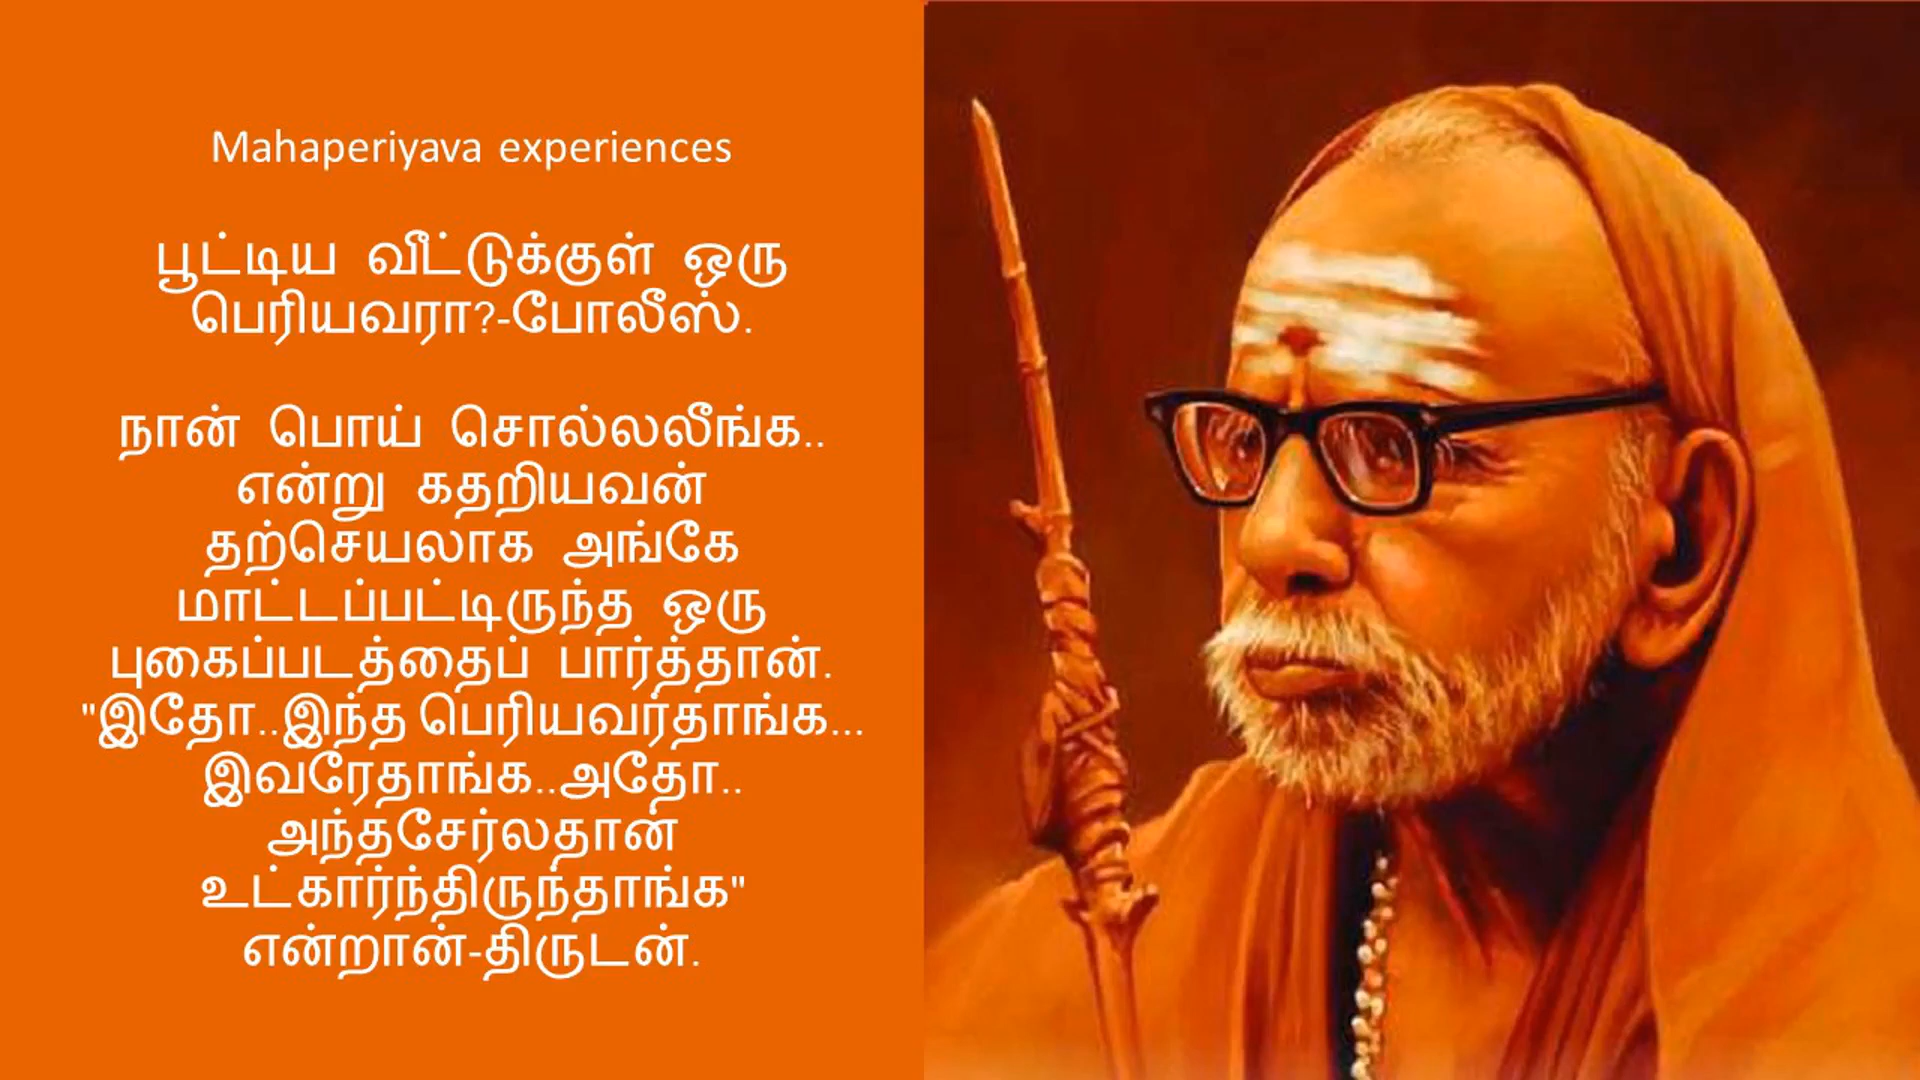 Mahaperiyava experiences
பூட்டிய வீட்டுக்குள் ஒரு
பெரியவரா?-போலீஸ்.
நான் பொய் சொல்லலீங்க..
என்று கதறியவன்
தற்செயலாக அங்கே
மாட்டப்பட்டிருந்த ஒரு
புகைப்படத்தைப் பார்த்தான்.
"இதோ..இந்த பெரியவர்தாங்க...
இவரேதாங்க..அதோ..
அந்தசேர்லதான்
உட்கார்ந்திருந்தாங்க"
என்றான்-திருடன்.